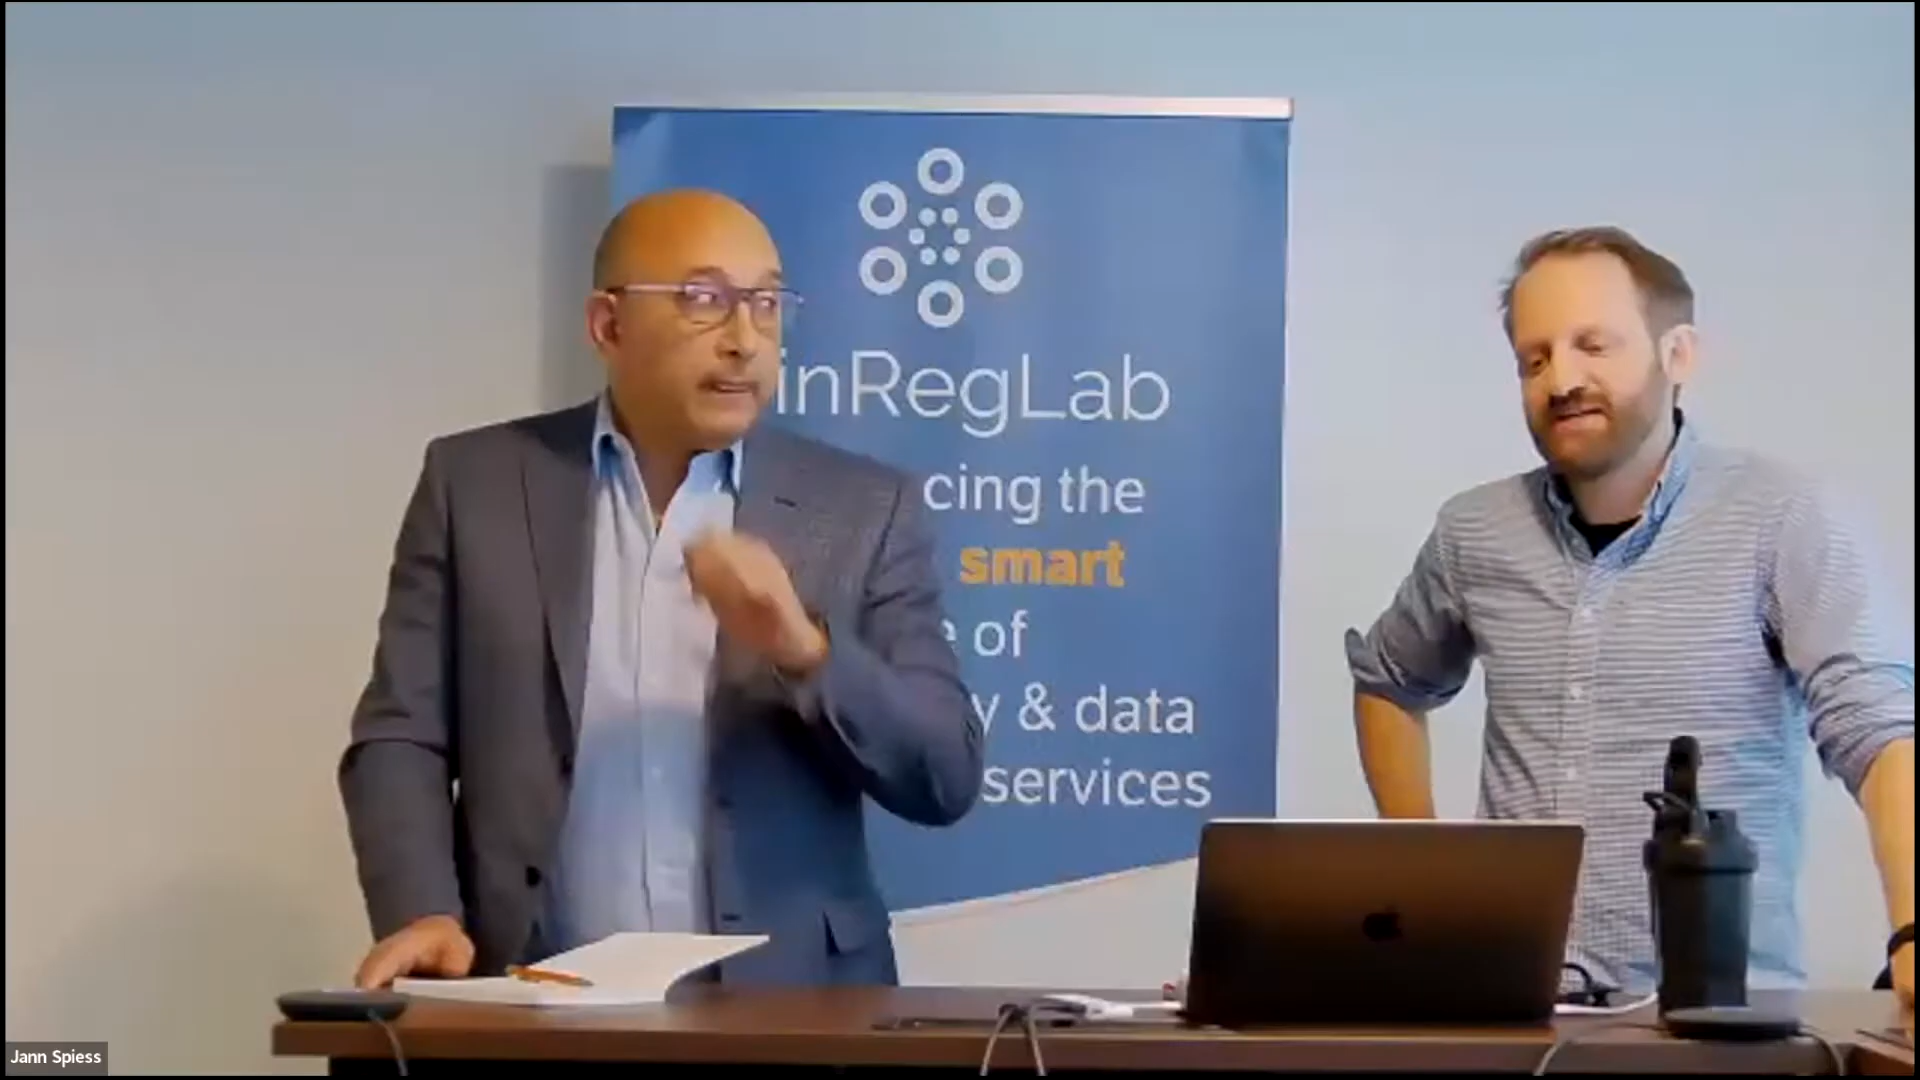 inRegLab
cing the
smart
e of
y & data
services
Jann Spiess